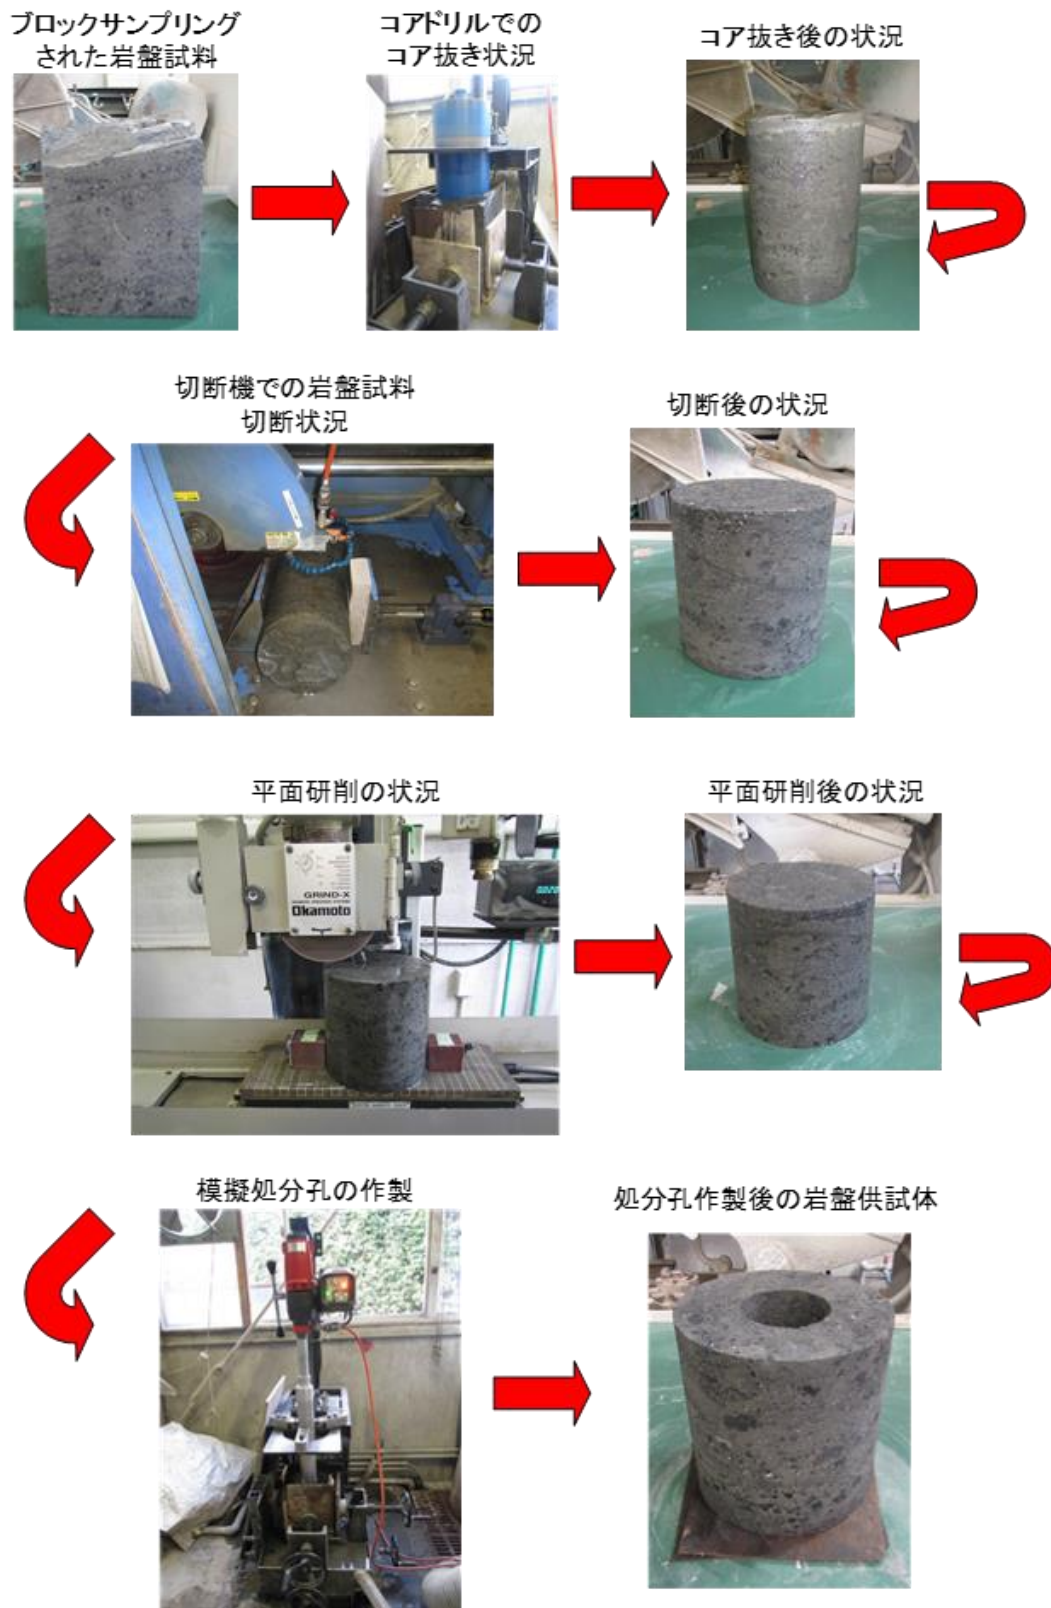 ブロックサンプリング
された岩盤試料
コアドリルでの
コア抜き状況
コア抜き後の状況
切断機での岩盤試料
切断状況
切断後の状況
平面研削の状況
平面研削後の状況
GRIND-X
Okamoto
模擬処分孔の作製
処分孔作製後の岩盤供試体